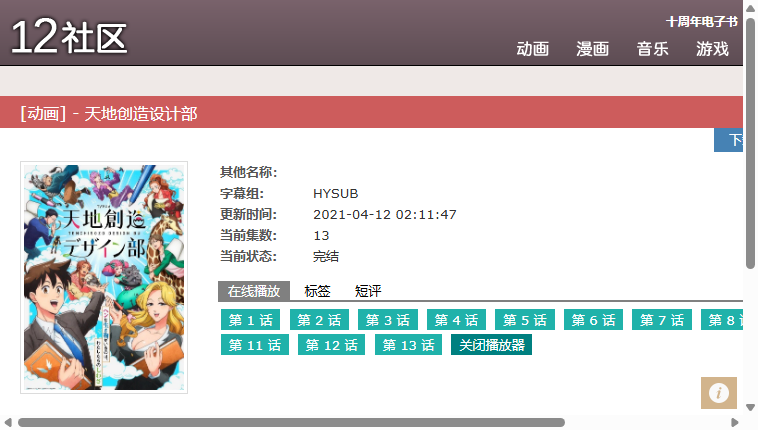 12社区
十周年电子书
动画 漫画 音乐 游戏
[动画] - 天地创造设计部
下
天地創造
デザイン部
其他名称:
字幕组: HYSUB
更新时间: 2021-04-12 02:11:47
当前集数: 13
当前状态: 完结
在线播放 标签 短评
第 1 话 第 2 话 第 3 话 第 4 话 第 5 话 第 6 话 第 7 话 第 8
第 11 话 第 12 话 第 13 话 关闭播放器
i